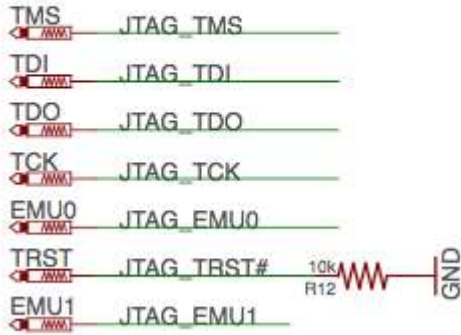 TMS JTAG_TMS
TDI JTAG_TDI
TDO JTAG_TDO
TCK JTAG_TCK
EMU0 JTAG_EMU0
TRST JTAG_TRST# 10k R12 GND
EMU1 JTAG_EMU1